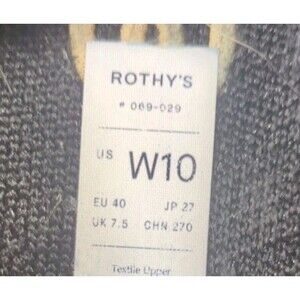 ROTHY'S
# 069-029
US W10
EU 40 JP 27
UK 7.5 CHN 270
Textile Upper